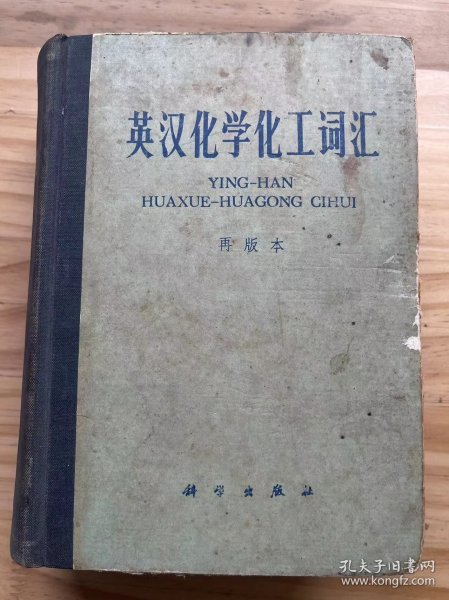 英汉化学化工词汇
YING-HAN
HUAXUE-HUAGONG CIHUI
再版本
科学出版社
孔夫子旧书网
www.kongfz.com